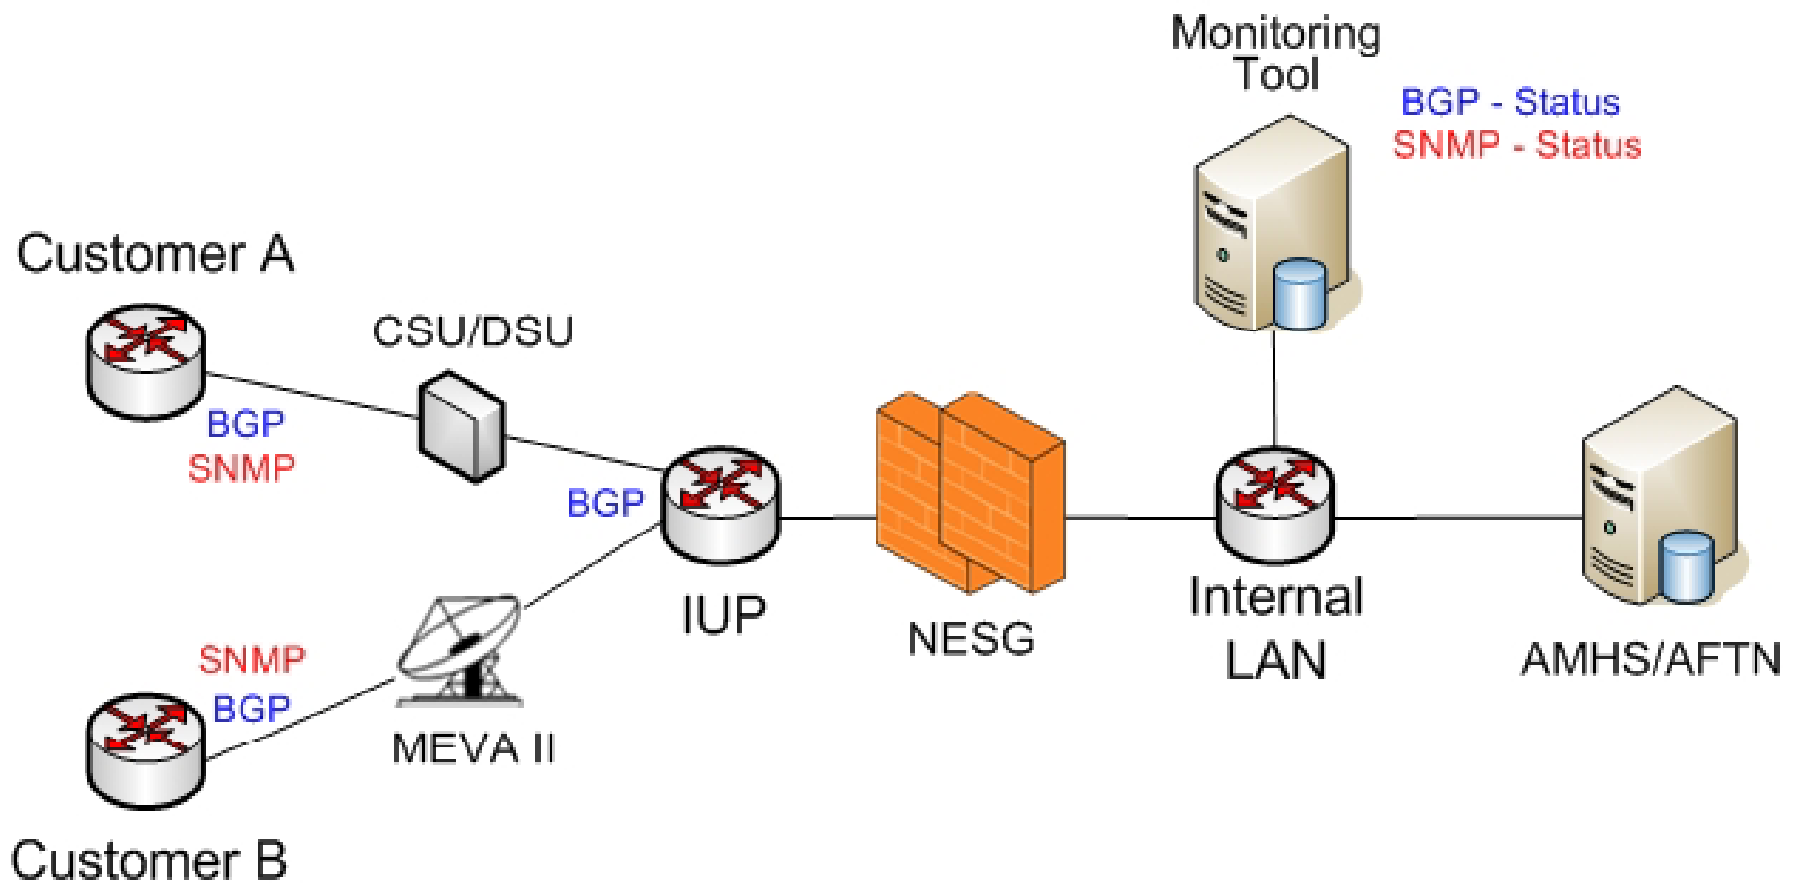 Monitoring
Tool
BGP - Status
SNMP - Status
Customer A
CSU/DSU
BGP
SNMP
BGP
IUP
NESG
Internal
LAN
AMHS/AFTN
SNMP
BGP
MEVA II
Customer B